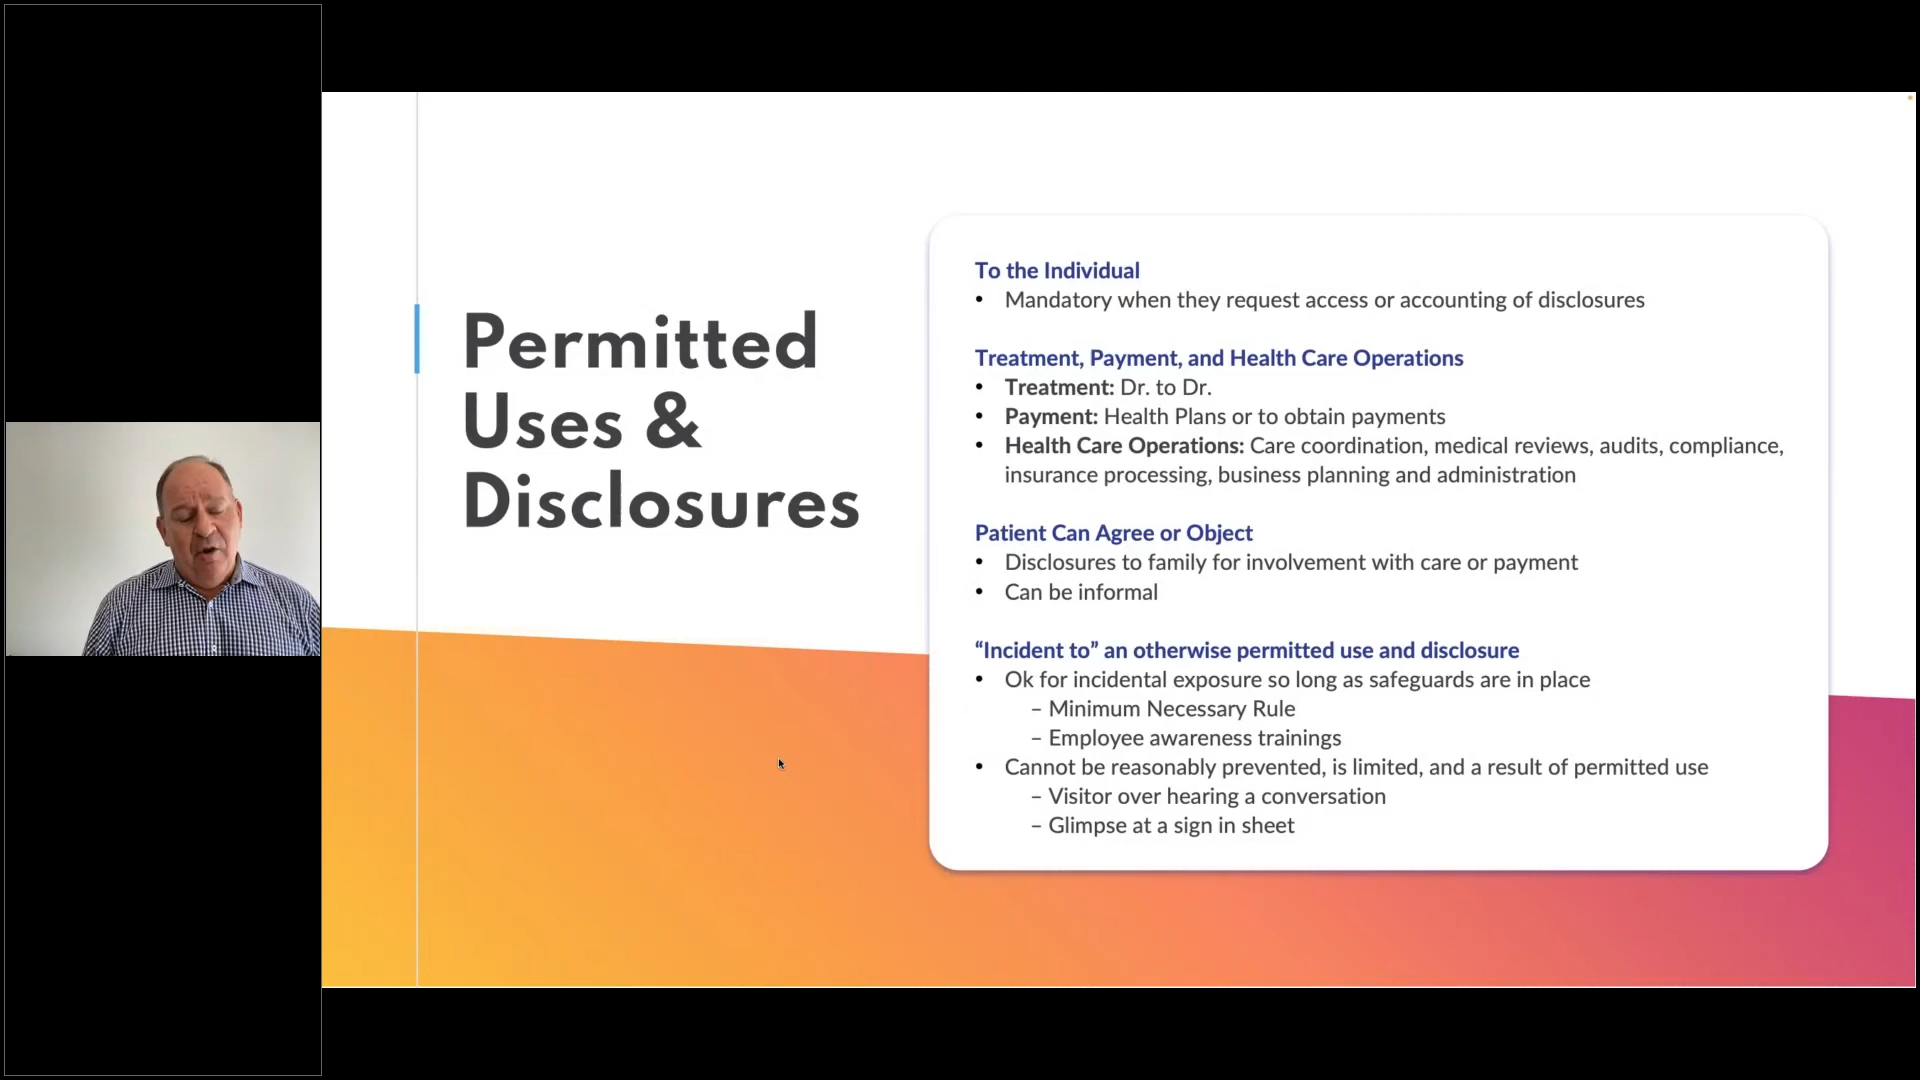 Permitted
Uses &
Disclosures
To the Individual
• Mandatory when they request access or accounting of disclosures
Treatment, Payment, and Health Care Operations
• Treatment: Dr. to Dr.
• Payment: Health Plans or to obtain payments
• Health Care Operations: Care coordination, medical reviews, audits, compliance,
insurance processing, business planning and administration
Patient Can Agree or Object
• Disclosures to family for involvement with care or payment
• Can be informal
“Incident to” an otherwise permitted use and disclosure
• Ok for incidental exposure so long as safeguards are in place
– Minimum Necessary Rule
– Employee awareness trainings
• Cannot be reasonably prevented, is limited, and a result of permitted use
– Visitor over hearing a conversation
– Glimpse at a sign in sheet